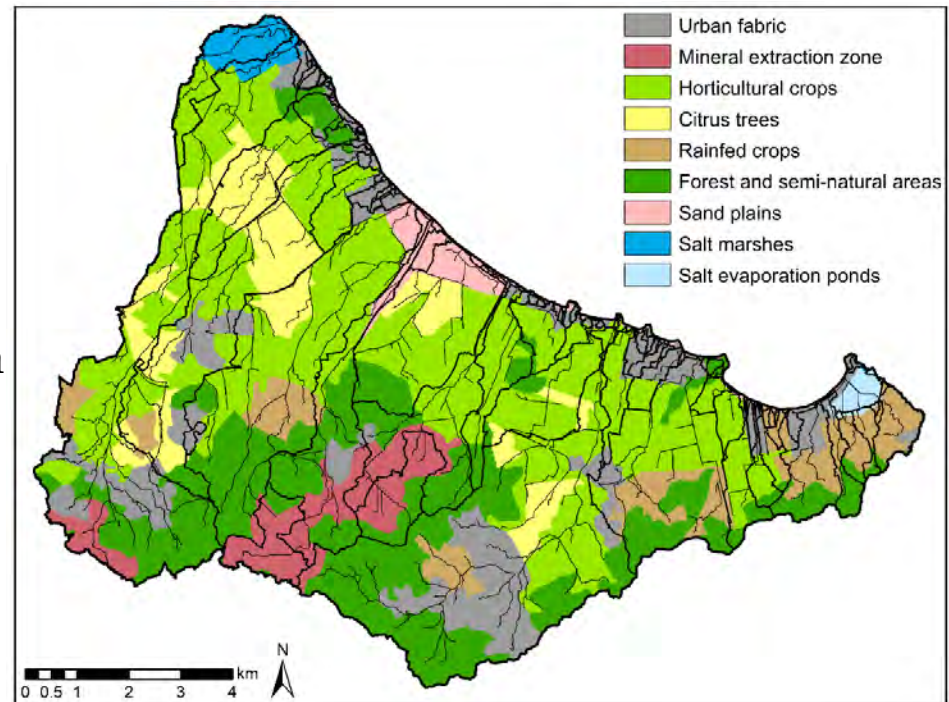 Urban fabric
Mineral extraction zone
Horticultural crops
Citrus trees
Rainfed crops
Forest and semi-natural areas
Sand plains
Salt marshes
Salt evaporation ponds
N
km
0 0.5 1 2 3 4